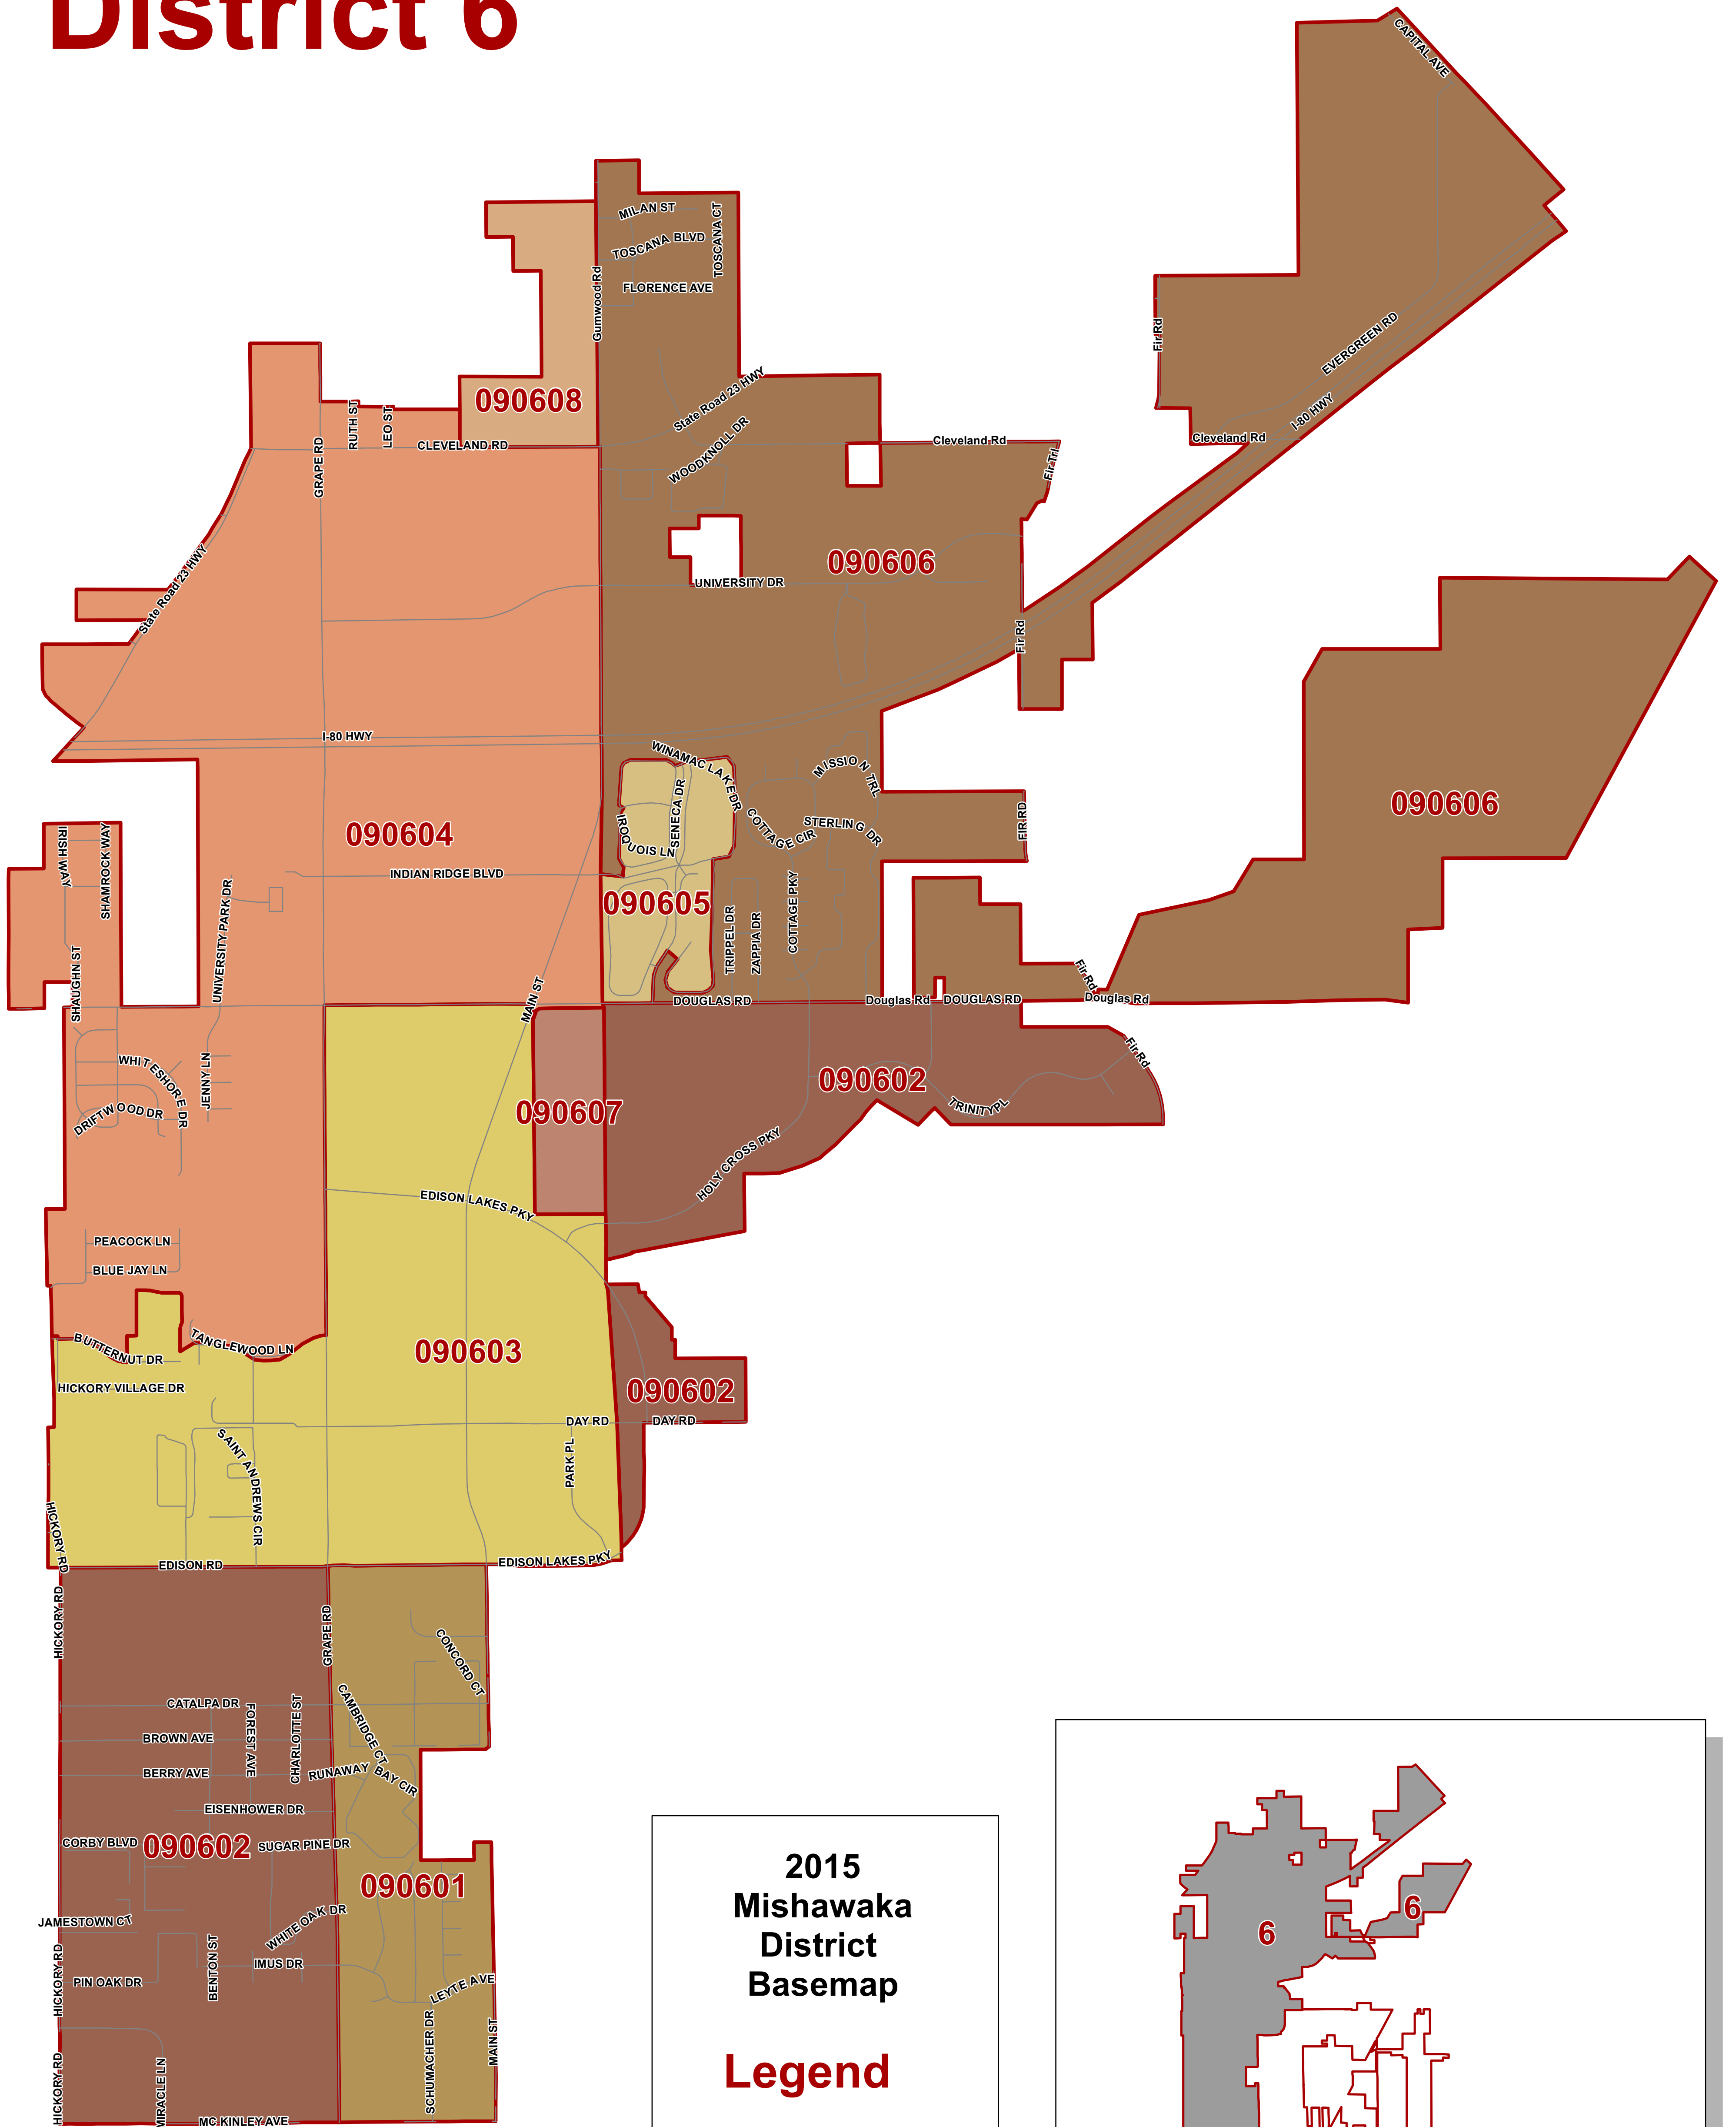 District 6
CAPITAL AVE
MILAN ST
TOSCANA BLVD
TOSCANA CT
FLORENCE AVE
Gumwood Rd
Fir Rd
EVERGREEN RD
I-80 HWY
Cleveland Rd
State Road 23 HWY
090608
RUTH ST
LEO ST
CLEVELAND RD
GRAPE RD
WOODKNOLL DR
Cleveland Rd
Fir Trl
090606
UNIVERSITY DR
State Road 23 HWY
Fir Rd
I-80 HWY
WINAMAC LAKE DR
MISSION TRL
SENECA DR
IROQUOIS LN
COTTAGE CIR
STERLING DR
FIR RD
090606
090604
IRISH WAY
SHAMROCK WAY
INDIAN RIDGE BLVD
UNIVERSITY PARK DR
090605
TRIPPEL DR
ZAPPIA DR
COTTAGE PKY
SHAUGHN ST
MAIN ST
DOUGLAS RD
Douglas Rd
DOUGLAS RD
Fir Rd
Douglas Rd
WHITESHORE DR
JENNY LN
DRIFTWOOD DR
090607
090602
Fir Rd
TRINITY PL
HOLY CROSS PKY
EDISON LAKES PKY
PEACOCK LN
BLUE JAY LN
BUTTERNUT DR
TANGLEWOOD LN
090603
HICKORY VILLAGE DR
090602
DAY RD
DAY RD
SAINT ANDREWS CIR
PARK PL
HICKORY RD
EDISON RD
EDISON LAKES PKY
HICKORY RD
GRAPE RD
CONCORD CT
CATALPA DR
FOREST AVE
CHARLOTTE ST
CAMBRIDGE CT
BROWN AVE
BERRY AVE
RUNAWAY BAY CIR
EISENHOWER DR
CORBY BLVD
090602
SUGAR PINE DR
090601
JAMESTOWN CT
WHITE OAK DR
HICKORY RD
BENTON ST
IMUS DR
PIN OAK DR
LEYTE AVE
SCHUMACHER DR
MAIN ST
HICKORY RD
MIRACLE LN
MC KINLEY AVE
2015
Mishawaka
District
Basemap
Legend
6
6